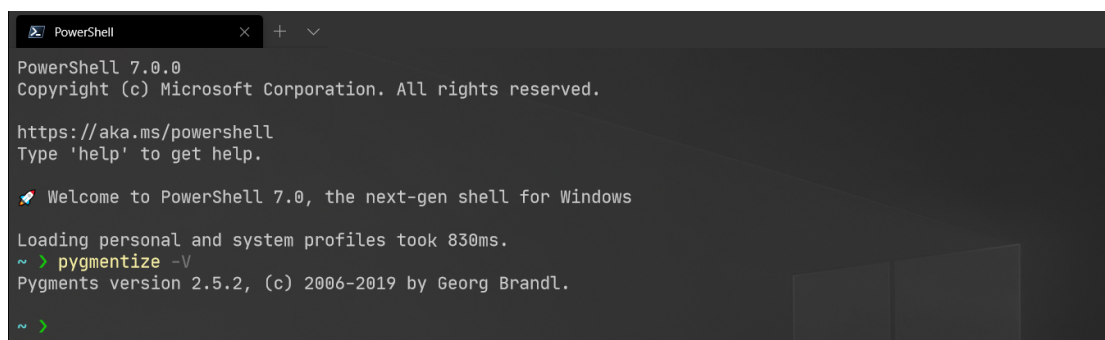 PowerShell
PowerShell 7.0.0
Copyright (c) Microsoft Corporation. All rights reserved.
https://aka.ms/powershell
Type 'help' to get help.
🚀 Welcome to PowerShell 7.0, the next-gen shell for Windows
Loading personal and system profiles took 830ms.
~ ❯ pygmentize -V
Pygments version 2.5.2, (c) 2006-2019 by Georg Brandl.
~ ❯